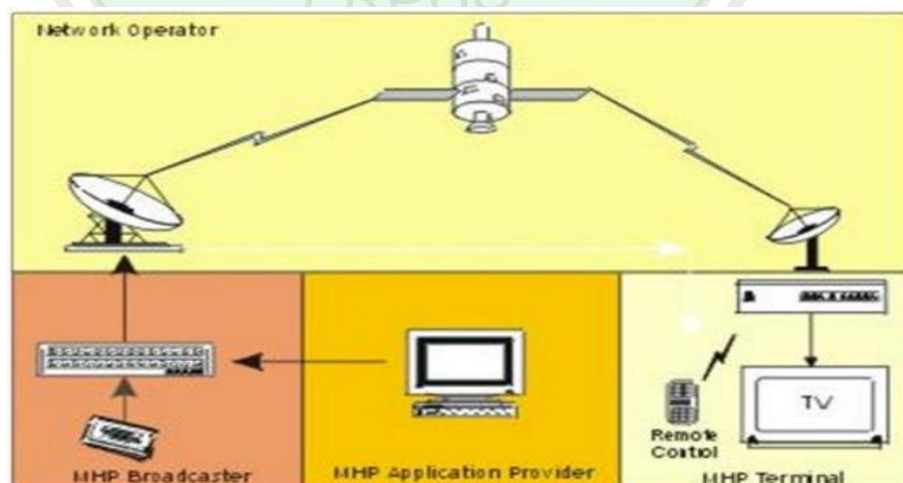 Network Operator
TV
Remote
Control
MHP Broadcaster
MHP Application Provider
MHP Terminal